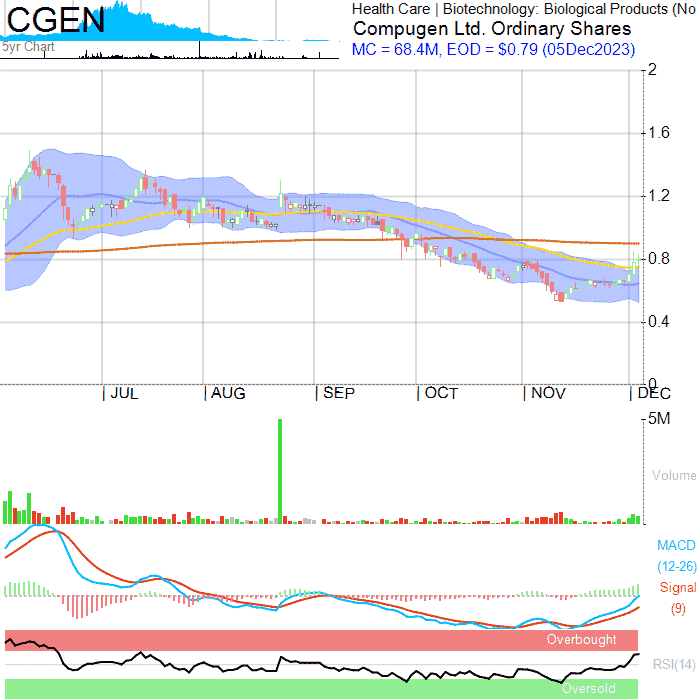 CGEN
5yr Chart
Health Care | Biotechnology: Biological Products (No
Compugen Ltd. Ordinary Shares
MC = 68.4M, EOD = $0.79 (05Dec2023)
2
1.6
1.2
0.8
0.4
0
| JUL | AUG | SEP | OCT | NOV | DEC
5M
Volume
MACD
(12-26)
Signal
(9)
Overbought
RSI(14)
Oversold